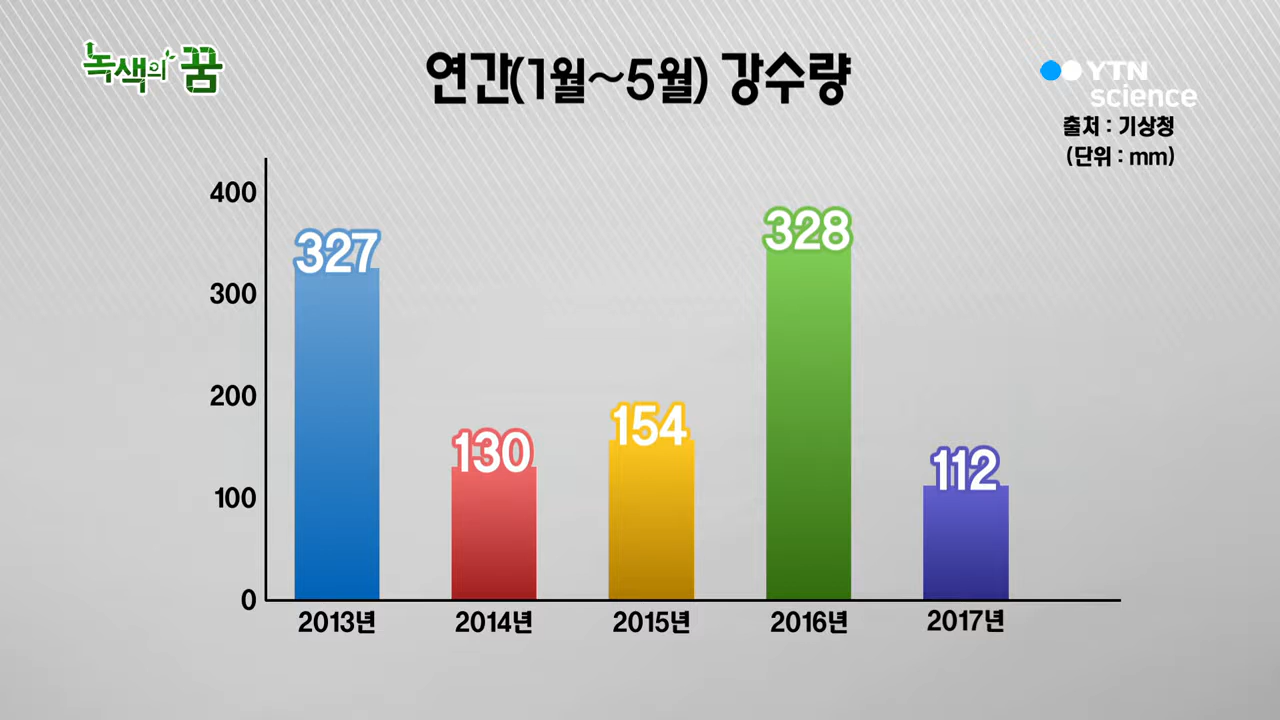 녹색의 꿈
연간(1월~5월) 강수량
YTN
science
출처 : 기상청
(단위 : mm)
400
300
200
100
0
327
130
154
328
112
2013년
2014년
2015년
2016년
2017년